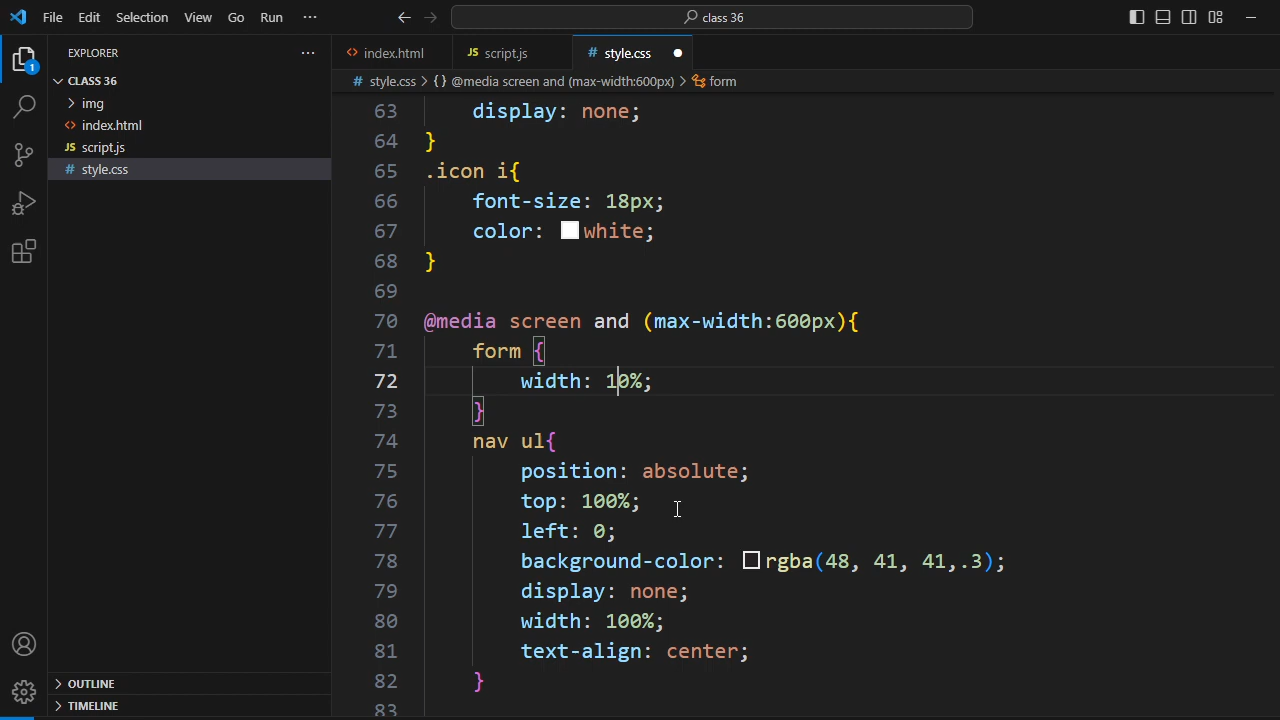 File Edit Selection View Go Run ··· class 36
EXPLORER ···
index.html JS script.js # style.css
CLASS 36
# style.css > {} @media screen and (max-width:600px) > form
> img
<> index.html
JS script.js
# style.css
1
OUTLINE
TIMELINE
63 display: none;
64 }
65 .icon i{
66 font-size: 18px;
67 color: white;
68 }
69
70 @media screen and (max-width:600px){
71 form {
72 width: 10%;
73 }
74 nav ul{
75 position: absolute;
76 top: 100%;
77 left: 0;
78 background-color: rgba(48, 41, 41,.3);
79 display: none;
80 width: 100%;
81 text-align: center;
82 }
83